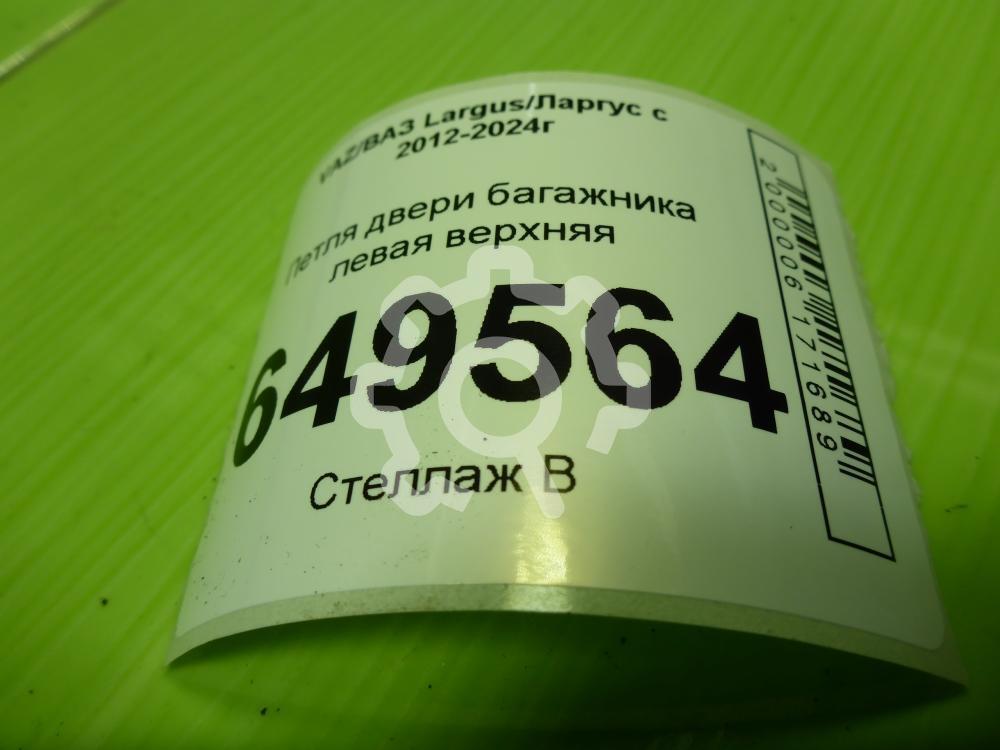 VAZ/ВАЗ Largus/Ларгус с
2012-2024г
Петля двери багажника
левая верхняя
649564
Стеллаж В
2000006171689